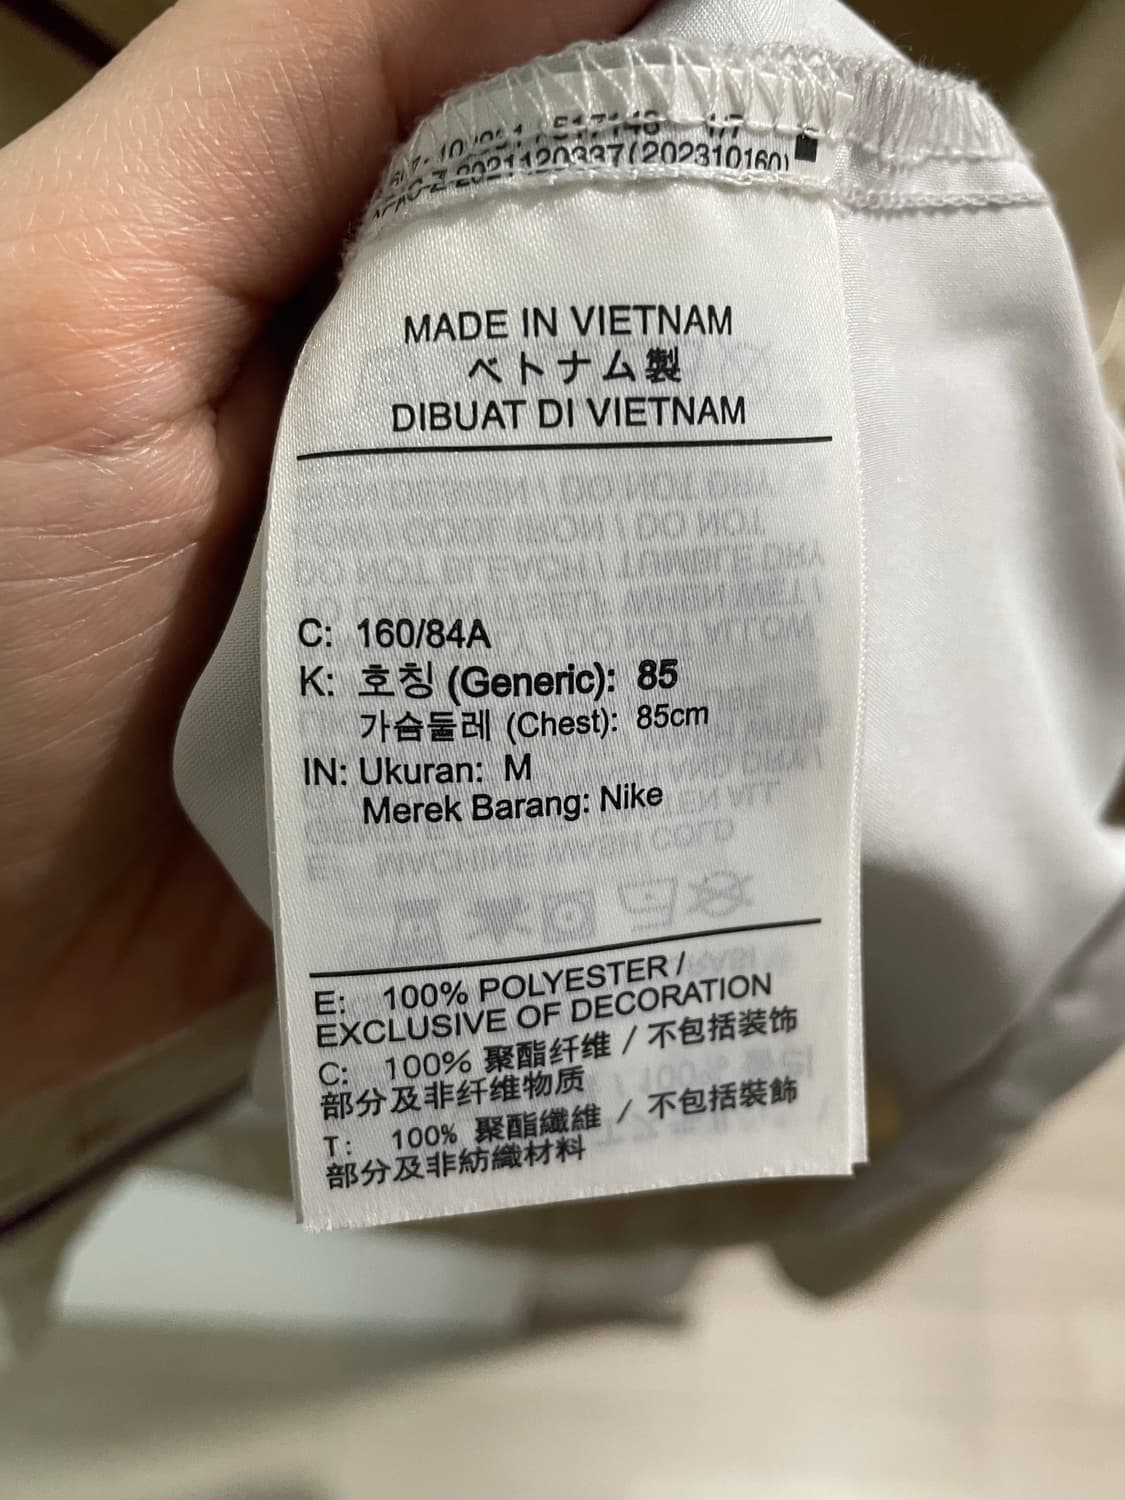 2021120337(202310160)
MADE IN VIETNAM
ベトナム製
DIBUAT DI VIETNAM
C: 160/84A
K: 호칭 (Generic): 85
가슴둘레 (Chest): 85cm
IN: Ukuran: M
Merek Barang: Nike
E: 100% POLYESTER /
EXCLUSIVE OF DECORATION
C: 100% 聚酯纤维 / 不包括装饰
部分及非纤维物质
T: 100% 聚酯纖維 / 不包括裝飾
部分及非紡織材料